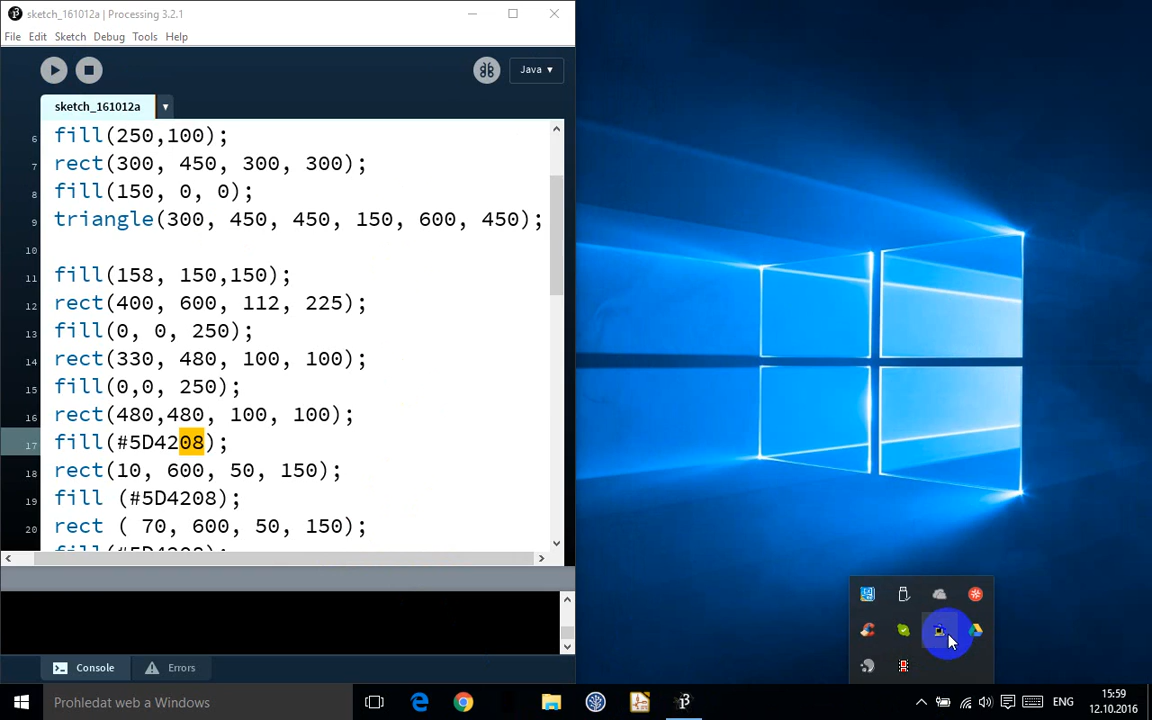 sketch_161012a | Processing 3.2.1
File Edit Sketch Debug Tools Help
Java ▾
sketch_161012a ▾
6 fill(250,100);
7 rect(300, 450, 300, 300);
8 fill(150, 0, 0);
9 triangle(300, 450, 450, 150, 600, 450);
10
11 fill(158, 150,150);
12 rect(400, 600, 112, 225);
13 fill(0, 0, 250);
14 rect(330, 480, 100, 100);
15 fill(0,0, 250);
16 rect(480,480, 100, 100);
17 fill(#5D4208);
18 rect(10, 600, 50, 150);
19 fill (#5D4208);
20 rect ( 70, 600, 50, 150);
fill(#5D4208);
Console Errors
Prohledat web a Windows
ENG
15:59
12.10.2016